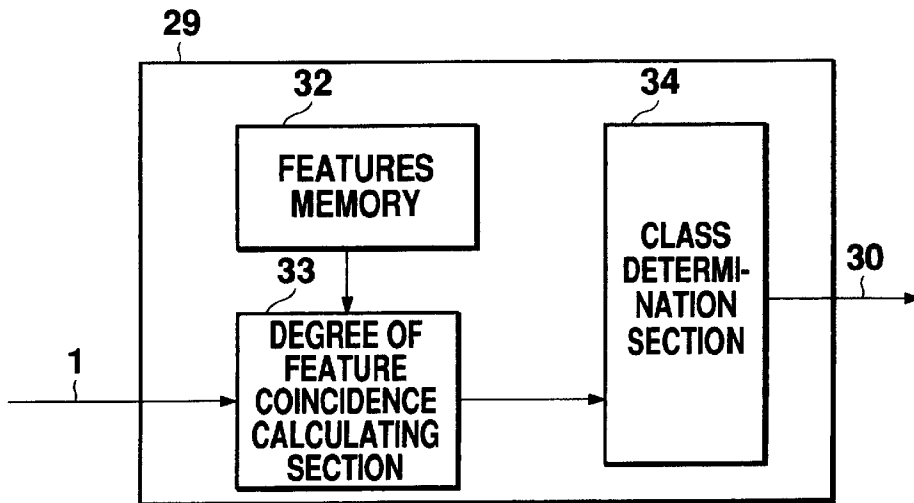 29
32
34
FEATURES
MEMORY
CLASS
DETERMI-
NATION
SECTION
30
33
DEGREE OF
FEATURE
COINCIDENCE
CALCULATING
SECTION
1